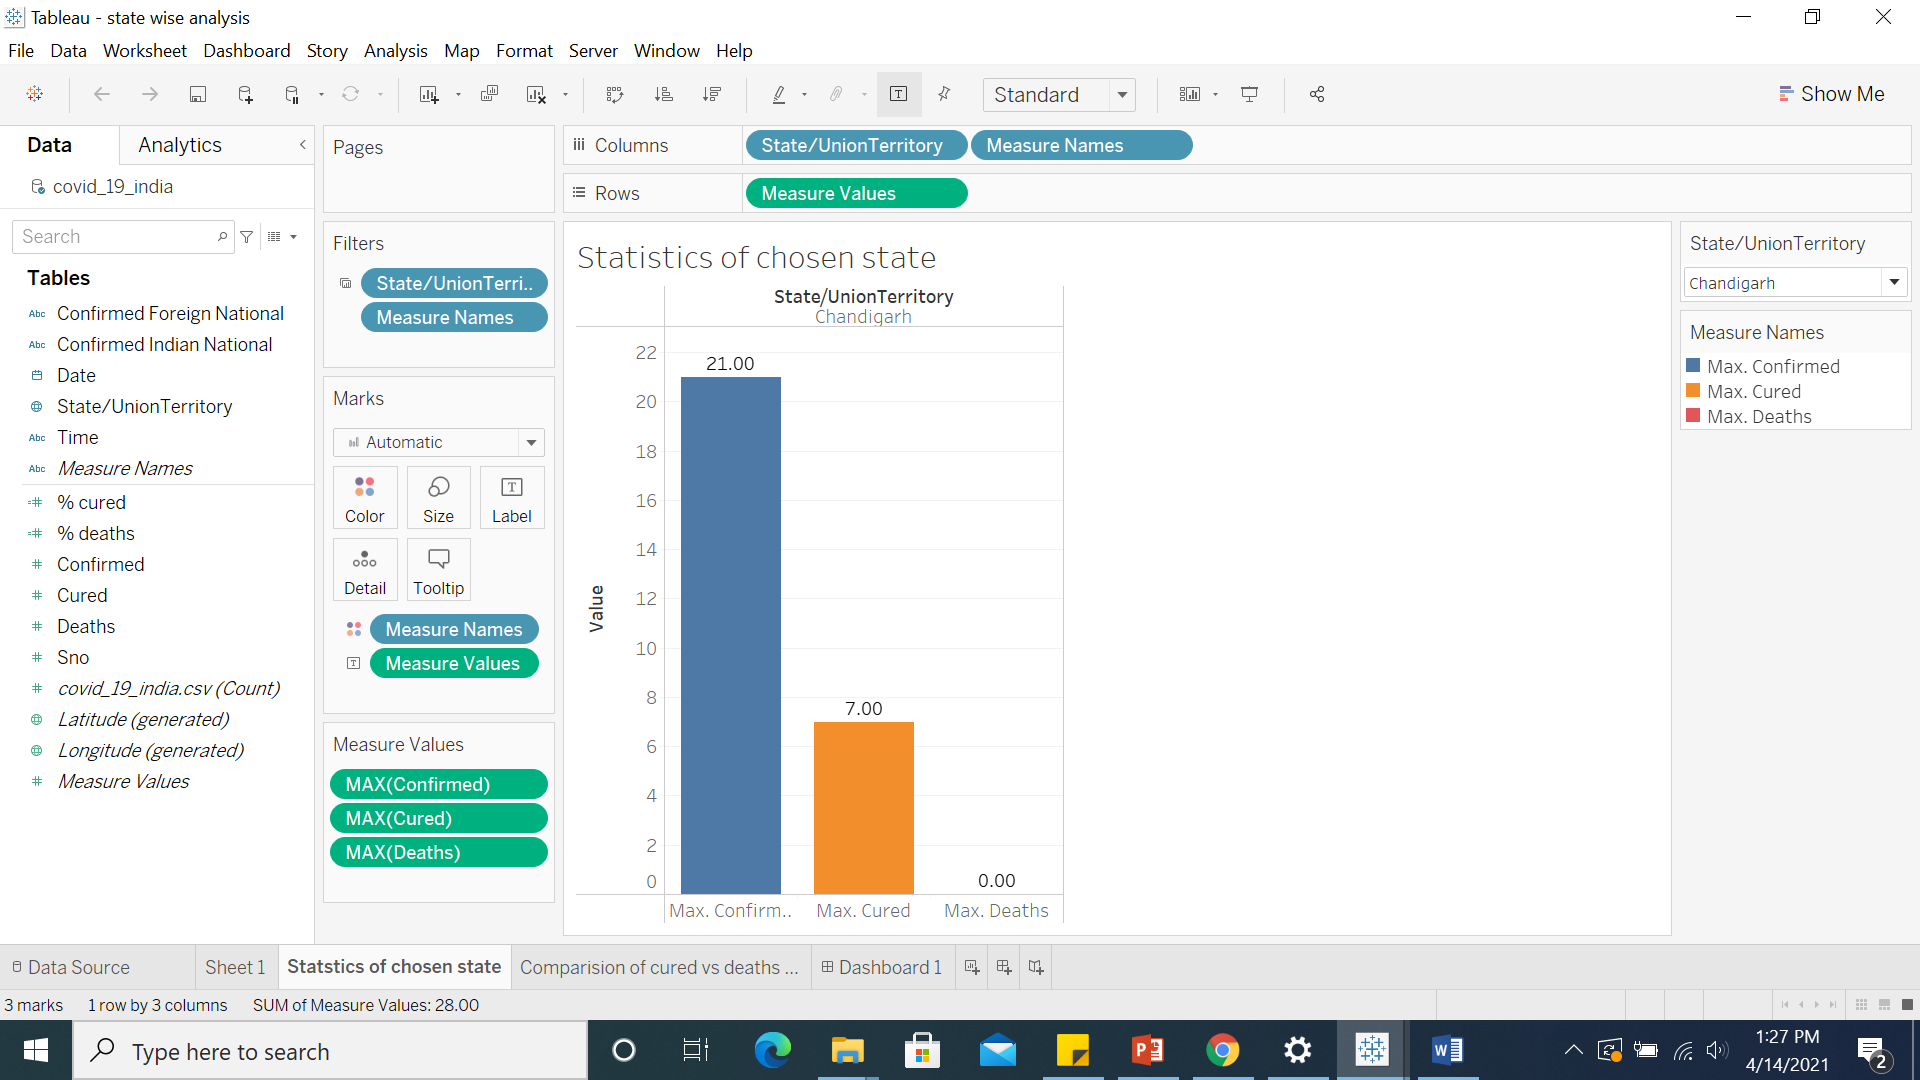 Tableau - state wise analysis
File Data Worksheet Dashboard Story Analysis Map Format Server Window Help
Standard
Show Me
Data Analytics
covid_19_india
Search
Tables
Abc Confirmed Foreign National
Abc Confirmed Indian National
Date
State/UnionTerritory
Abc Time
Abc Measure Names
% cured
% deaths
Confirmed
Cured
Deaths
Sno
covid_19_india.csv (Count)
Latitude (generated)
Longitude (generated)
Measure Values
Pages
Filters
State/UnionTerri..
Measure Names
Marks
Automatic
Color Size Label
Detail Tooltip
Measure Names
Measure Values
Measure Values
MAX(Confirmed)
MAX(Cured)
MAX(Deaths)
Columns State/UnionTerritory Measure Names
Rows Measure Values
Statistics of chosen state
State/UnionTerritory
Chandigarh
Value
22
20
18
16
14
12
10
8
6
4
2
0
21.00
7.00
0.00
Max. Confirm.. Max. Cured Max. Deaths
State/UnionTerritory
Chandigarh
Measure Names
Max. Confirmed
Max. Cured
Max. Deaths
Data Source Sheet 1 Statstics of chosen state Comparision of cured vs deaths ... Dashboard 1
3 marks 1 row by 3 columns SUM of Measure Values: 28.00
Type here to search
1:27 PM
4/14/2021
2